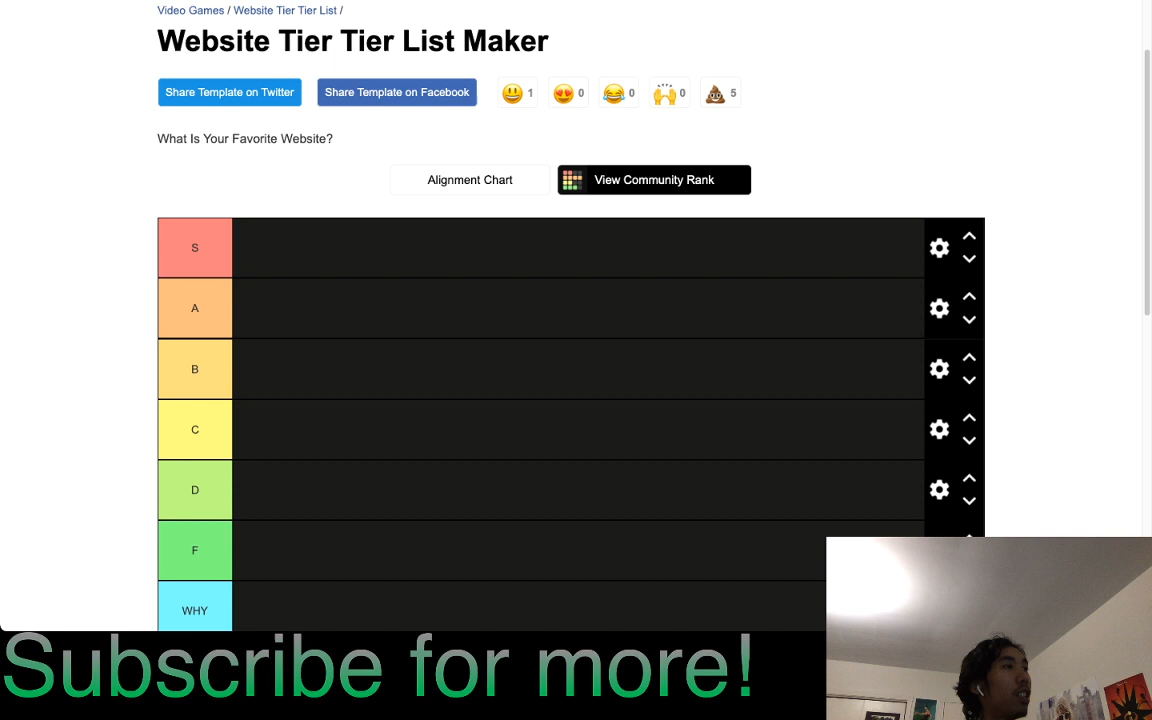 Video Games / Website Tier Tier List /
Website Tier Tier List Maker
Share Template on Twitter
Share Template on Facebook
1
0
0
0
5
What Is Your Favorite Website?
Alignment Chart
View Community Rank
S
A
B
C
D
F
WHY
Subscribe for more!